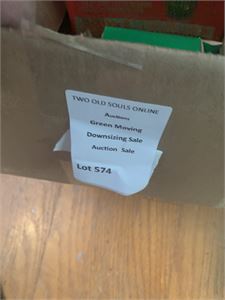 TWO OLD SOULS ONLINE
Auctions
Green Moving
Downsizing Sale
Auction Sale
Lot 574